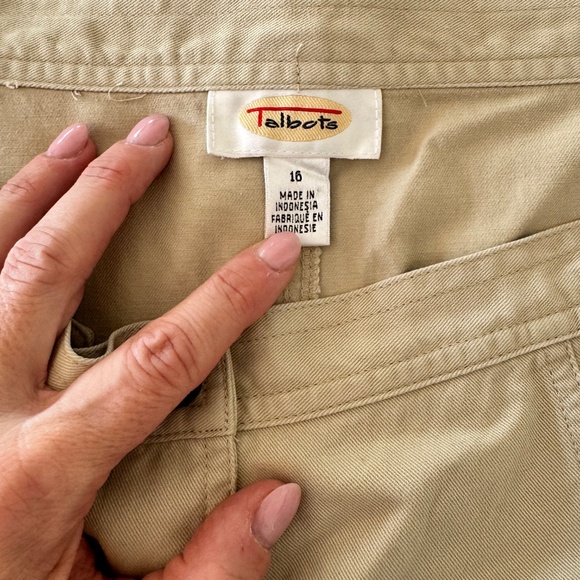 Talbots
16
MADE IN
INDONESIA
FABRIQUÉ EN
INDONESIE